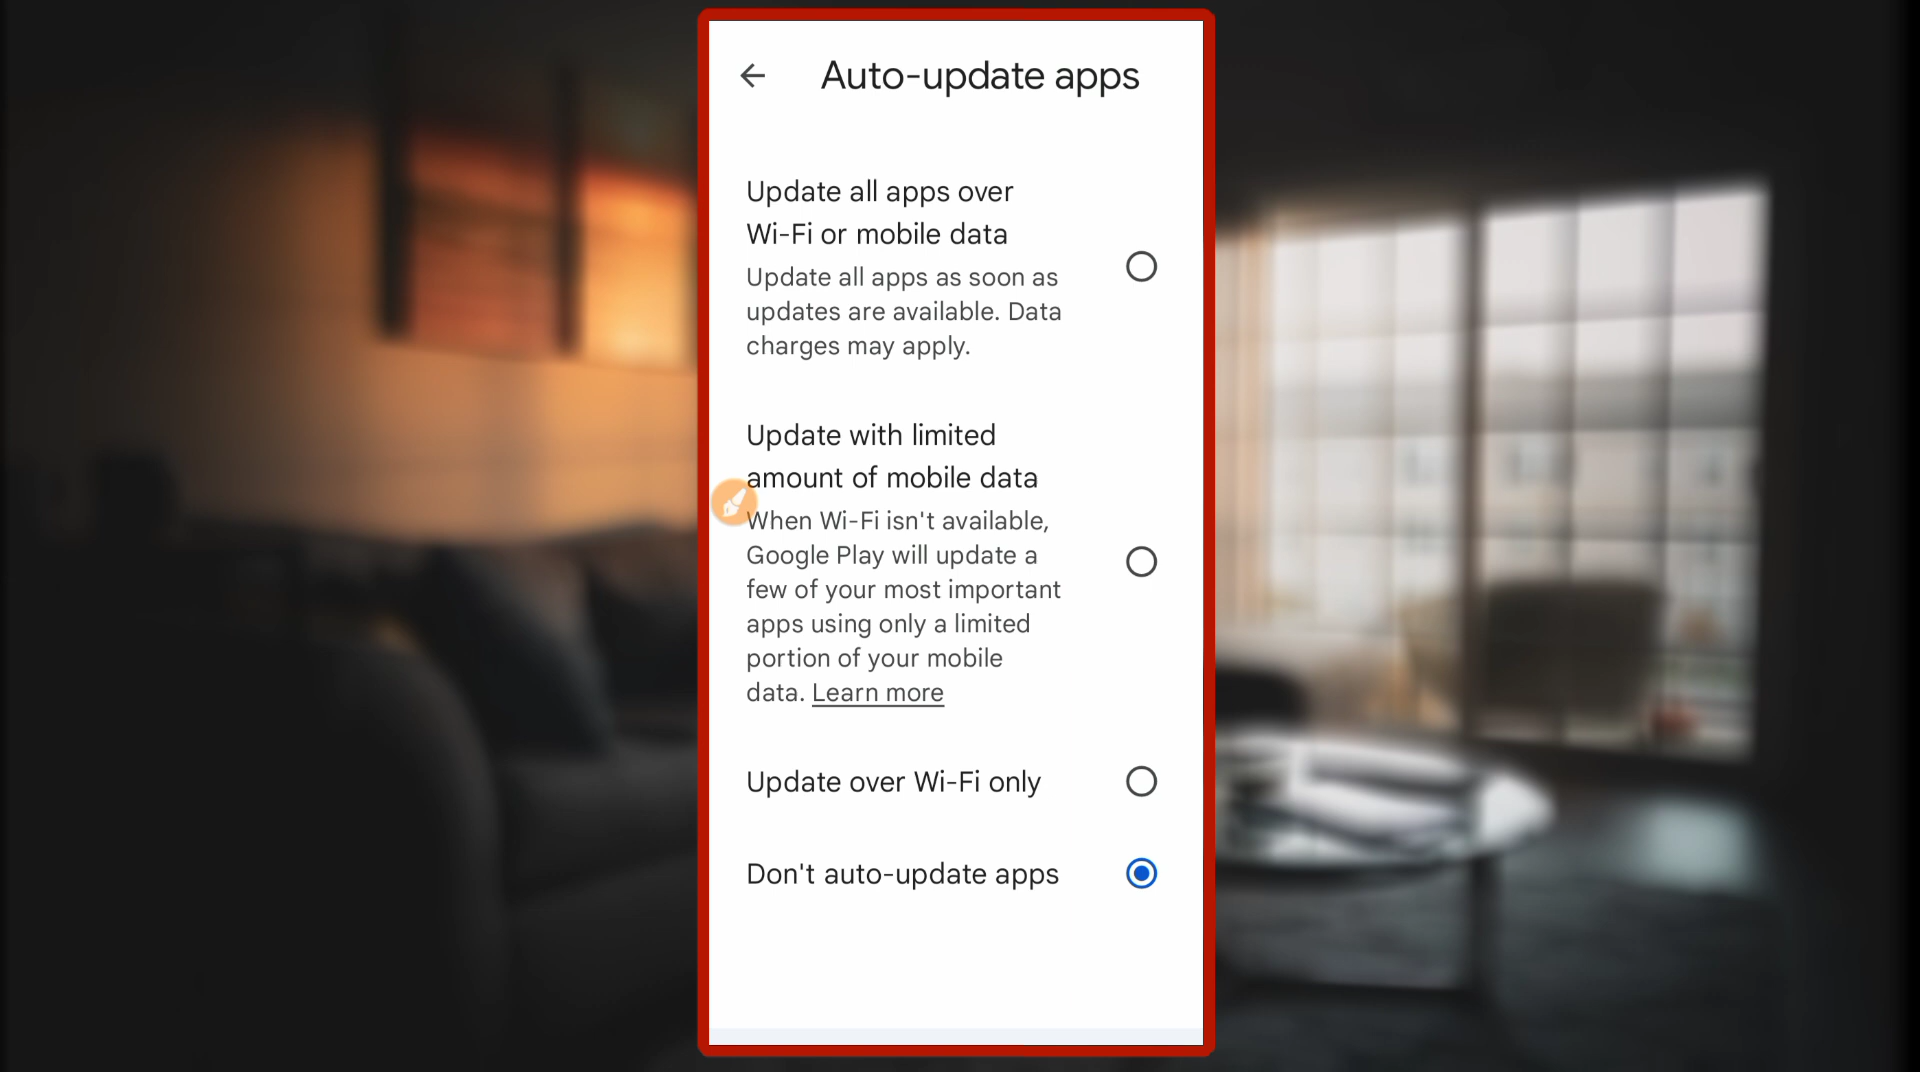 Auto-update apps
Update all apps over
Wi-Fi or mobile data
Update all apps as soon as
updates are available. Data
charges may apply.
Update with limited
amount of mobile data
When Wi-Fi isn't available,
Google Play will update a
few of your most important
apps using only a limited
portion of your mobile
data. Learn more
Update over Wi-Fi only
Don't auto-update apps